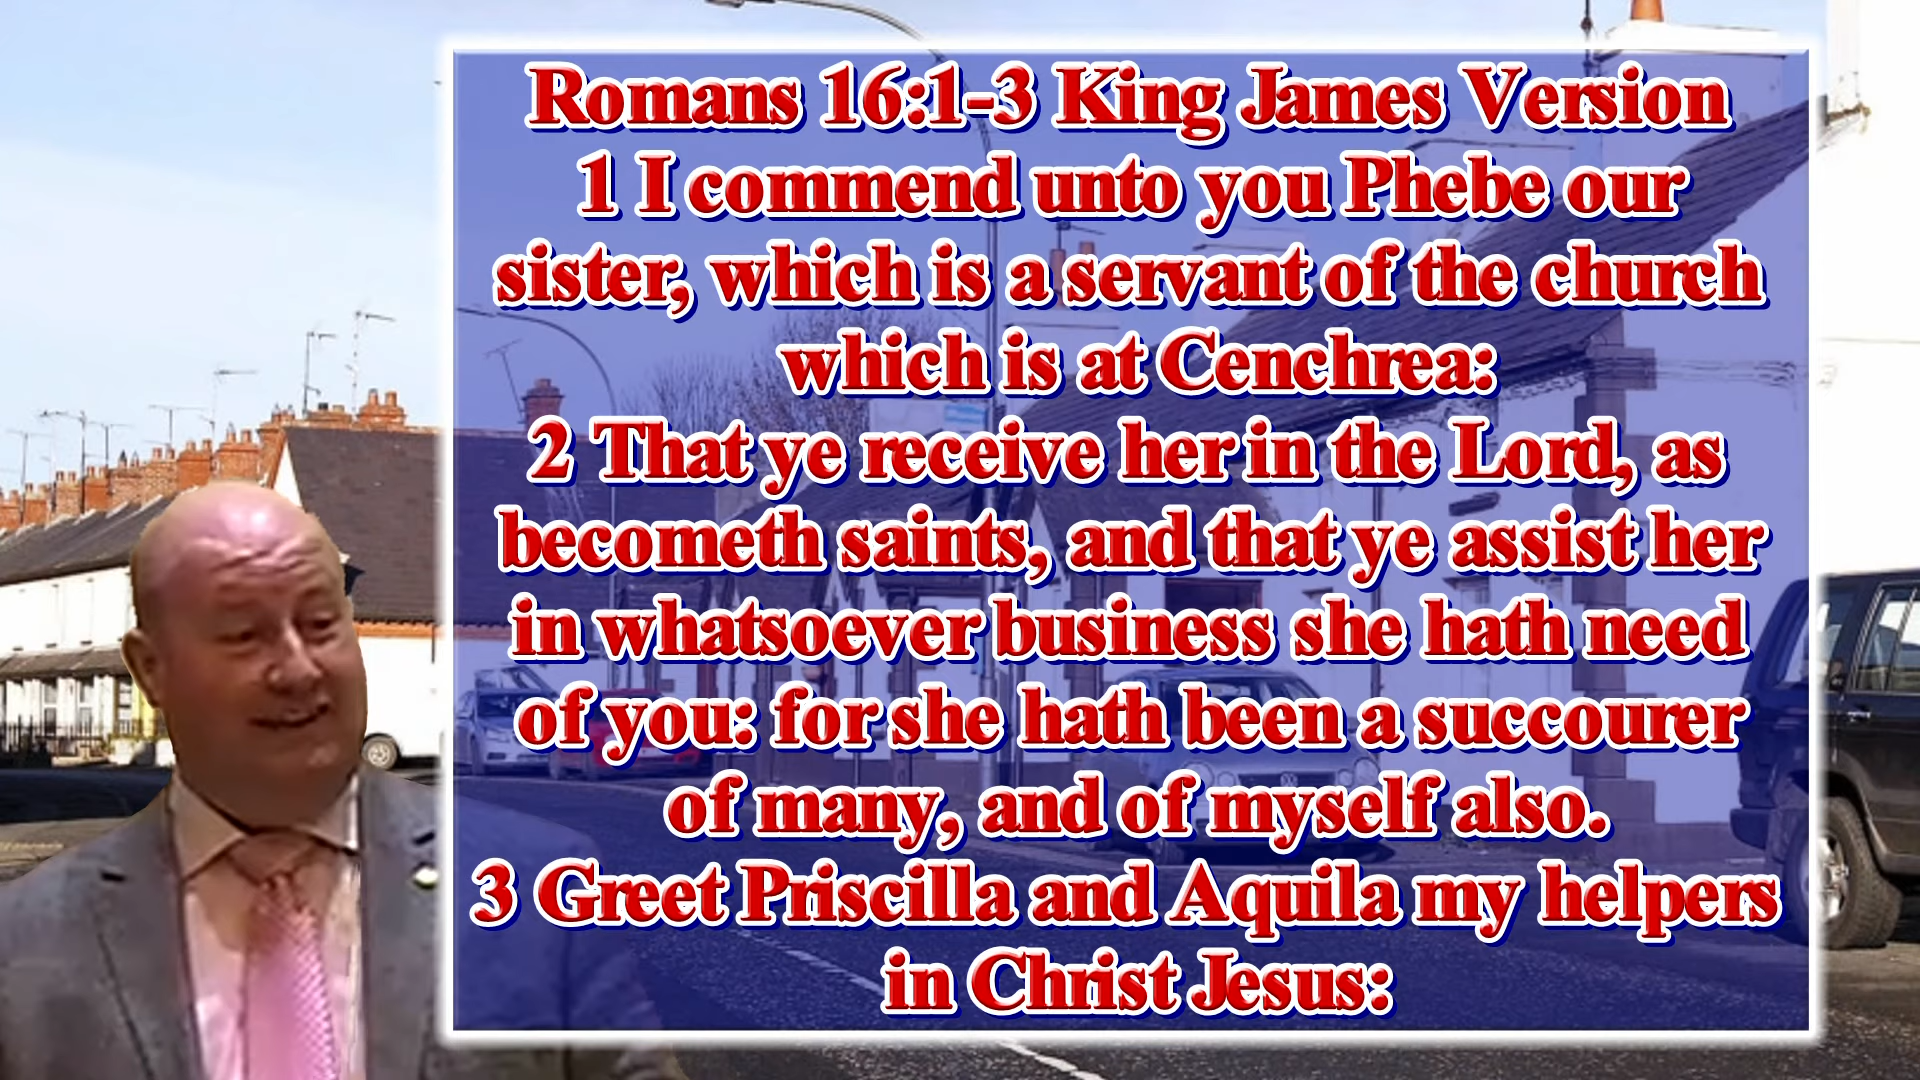 Romans 16:1-3 King James Version
1 I commend unto you Phebe our
sister, which is a servant of the church
which is at Cenchrea:
2 That ye receive her in the Lord, as
becometh saints, and that ye assist her
in whatsoever business she hath need
of you: for she hath been a succourer
of many, and of myself also.
3 Greet Priscilla and Aquila my helpers
in Christ Jesus: